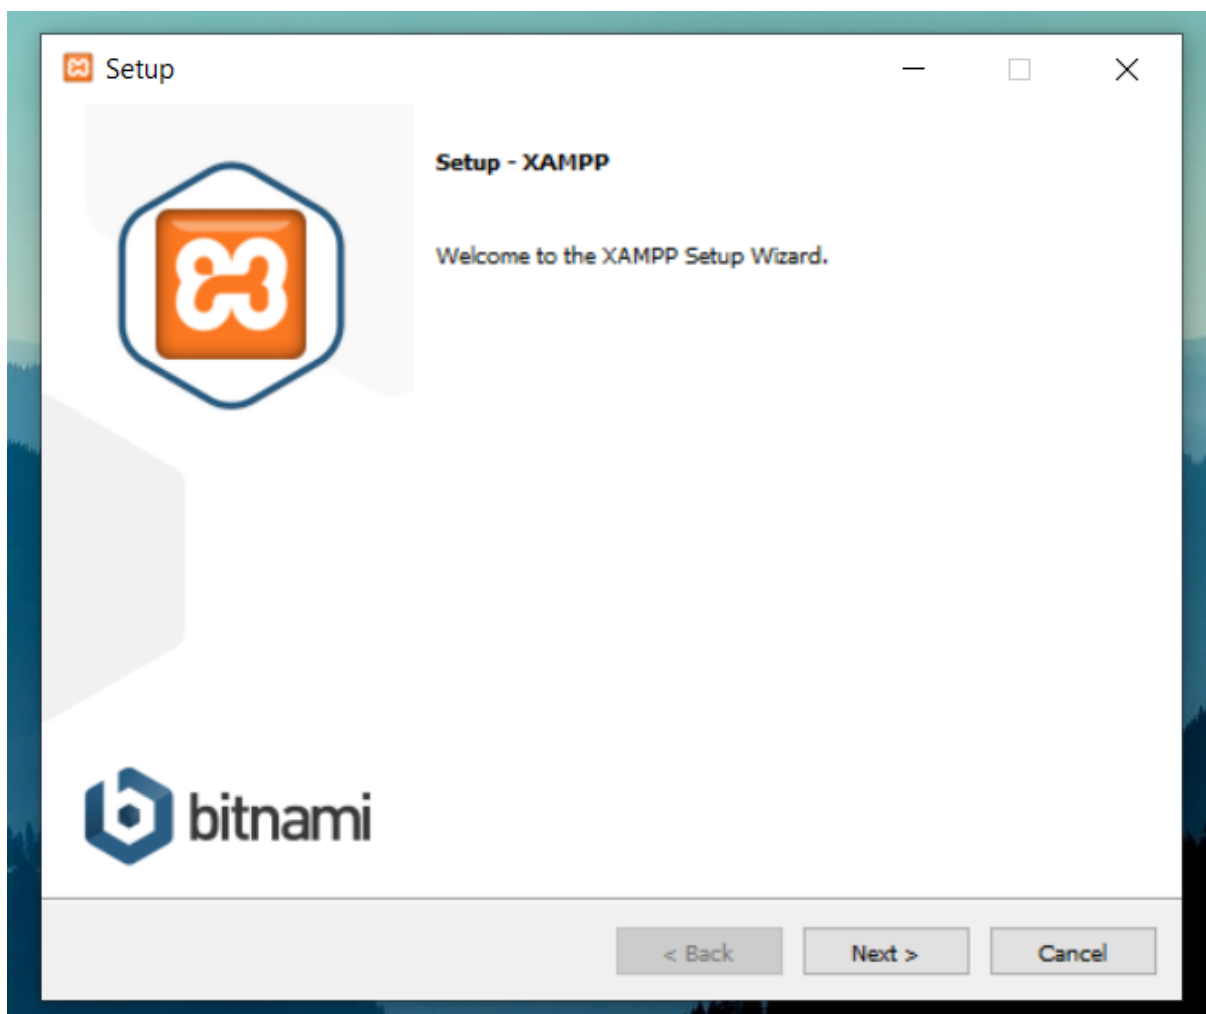 Setup
Setup - XAMPP
Welcome to the XAMPP Setup Wizard.
bitnami
< Back
Next >
Cancel